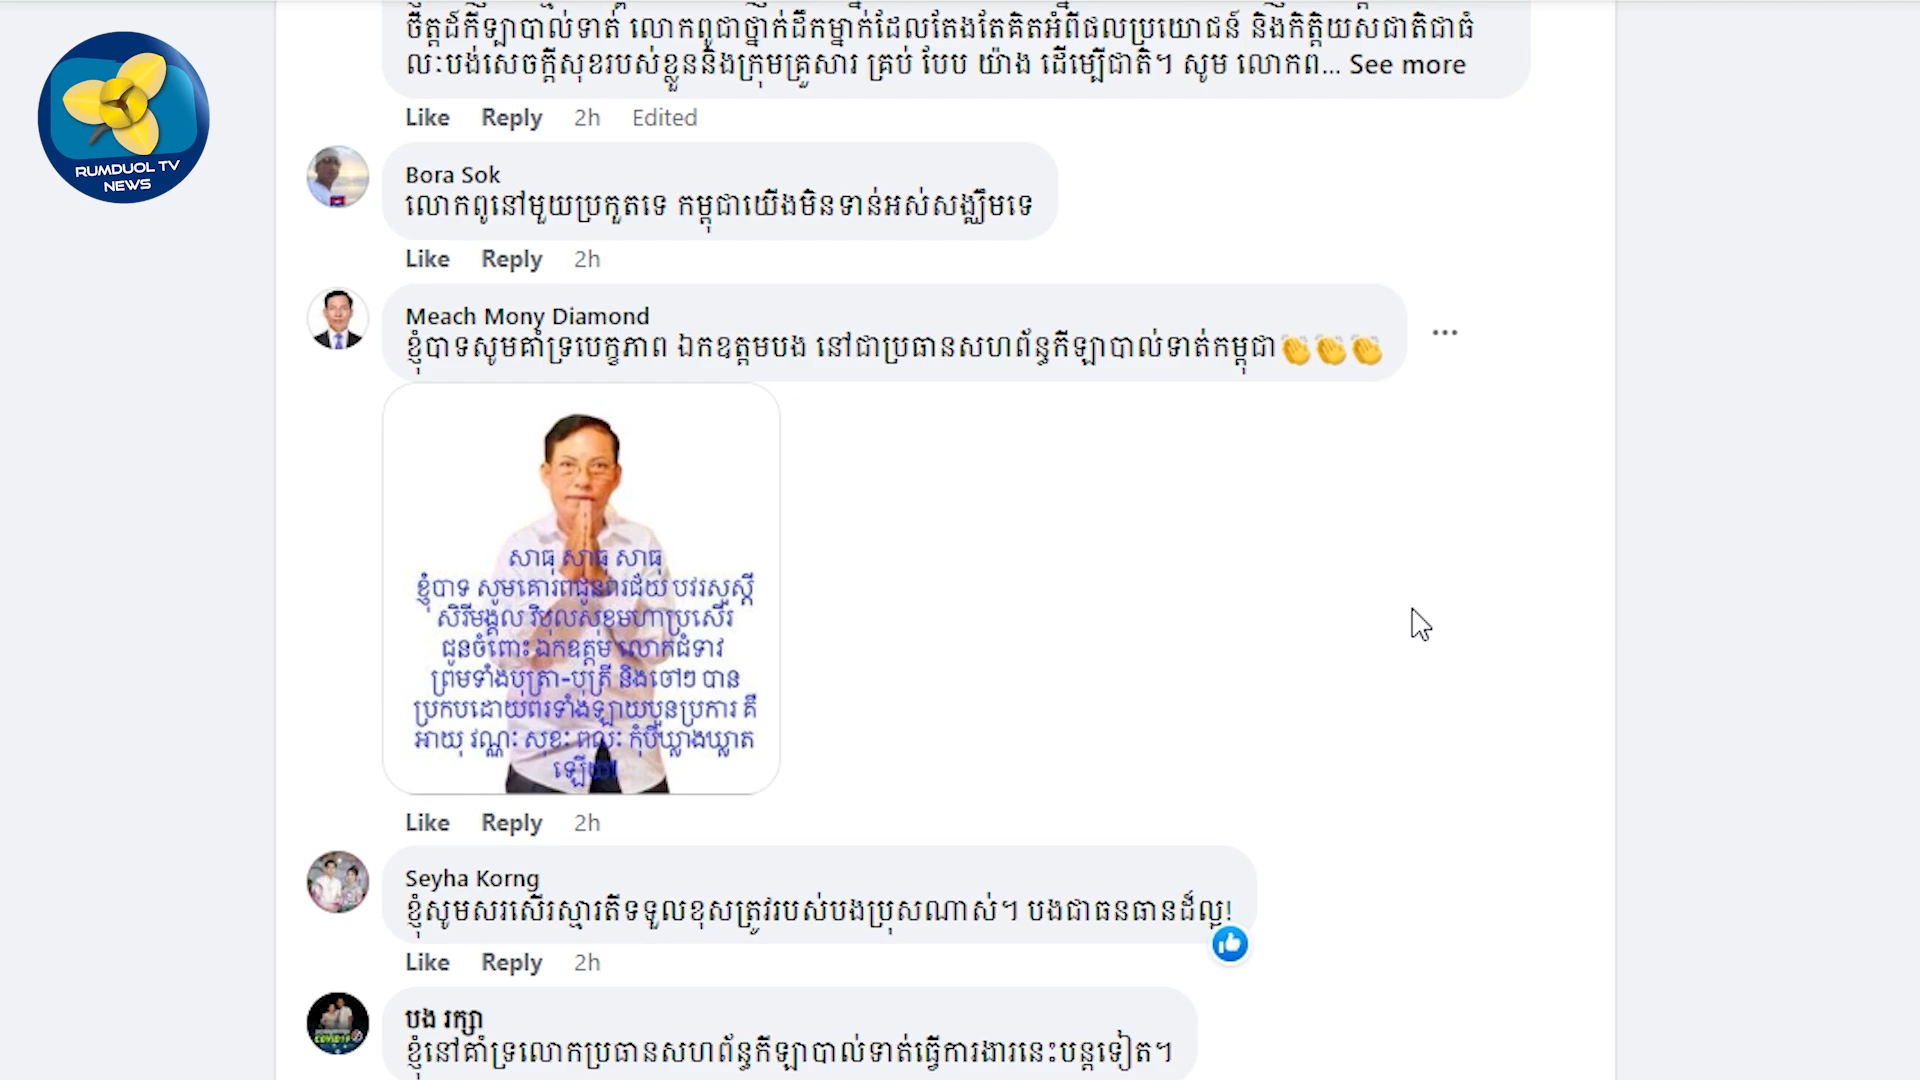 RUMDUOL TV
NEWS
ចិត្តដ៏កីឡាបាល់ទាត់ លោកពូជាថ្នាក់ដឹកម្នាក់ដែលតែងតែគិតអំពីផលប្រយោជន៍ និងកិត្តិយសជាតិជាធំ
លះបង់សេចក្តីសុខរបស់ខ្លួននិងក្រុមគ្រួសារ គ្រប់ បែប យ៉ាង ដើម្បីជាតិ។ សូម លោកព... See more
Like Reply 2h Edited
Bora Sok
លោកពូនៅមួយប្រកួតទេ កម្ពុជាយើងមិនទាន់អស់សង្ឃឹមទេ
Like Reply 2h
Meach Mony Diamond
ខ្ញុំបាទសូមគាំទ្របេក្ខភាព ឯកឧត្តមបង នៅជាប្រធានសហព័ន្ធកីឡាបាល់ទាត់កម្ពុជា👏👏👏
សាធុ សាធុ សាធុ
ខ្ញុំបាទ សូមគោរពជូនពរជ័យ បវរសួស្តី
សិរីមង្គល វិបុលសុខមហាប្រសើរ
ជូនចំពោះ ឯកឧត្តម លោកជំទាវ
ព្រមទាំងបុត្រា-បុត្រី និងចៅៗ បាន
ប្រកបដោយពរទាំងឡាយបួនប្រការ គឺ
អាយុ វណ្ណៈ សុខៈ ពលៈ កុំបីឃ្លាងឃ្លាត
ឡើយ!
Like Reply 2h
Seyha Korng
ខ្ញុំសូមសរសើរស្មារតីទទួលខុសត្រូវរបស់បងប្រុសណាស់។ បងជាធនធានដ៏ល្អ!
Like Reply 2h
បង រក្សា
ខ្ញុំនៅគាំទ្រលោកប្រធានសហព័ន្ធកីឡាបាល់ទាត់ធ្វើការងារនេះបន្តទៀត។